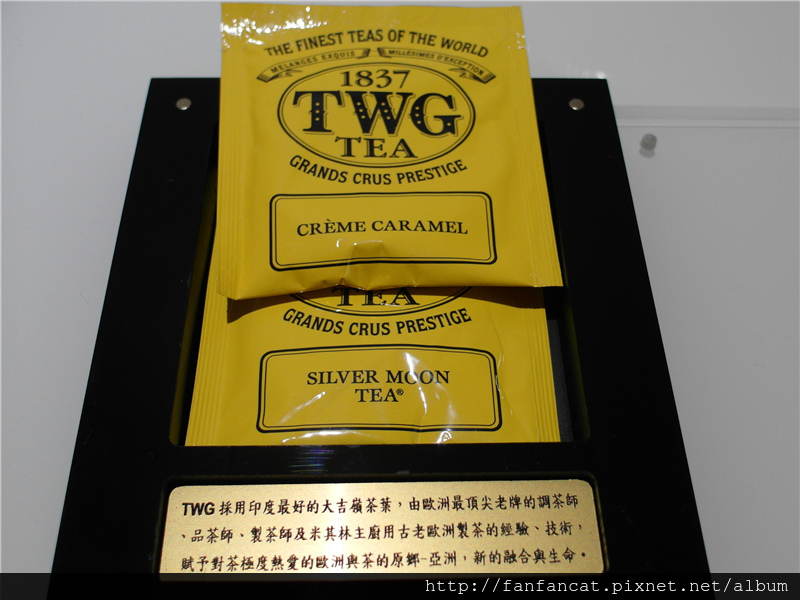 THE FINEST TEAS OF THE WORLD
MÉLANGES EXQUIS MILLÉSIMES D'EXCEPTION
1837
TWG
TEA
GRANDS CRUS PRESTIGE
CRÈME CARAMEL
TEA
GRANDS CRUS PRESTIGE
SILVER MOON
TEA®
TWG 採用印度最好的大吉嶺茶葉，由歐洲最頂尖老牌的調茶師
、品茶師、製茶師及米其林主廚用古老歐洲製茶的經驗、技術，
賦予對茶極度熱愛的歐洲與茶的原鄉-亞洲，新的融合與生命。
http://fanfancat.pixnet.net/album